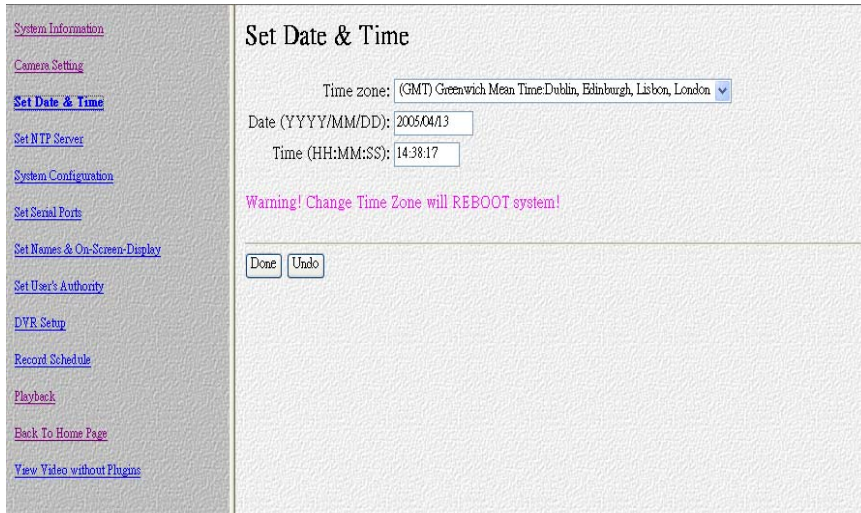 System Information
Camera Setting
Set Date & Time
Set NTP Server
System Configuration
Set Serial Ports
Set Names & On-Screen-Display
Set User's Authority
DVR Setup
Record Schedule
Playback
Back To Home Page
View Video without Plugins
Set Date & Time
Time zone: (GMT) Greenwich Mean Time:Dublin, Edinburgh, Lisbon, London
Date (YYYY/MM/DD): 2005/04/13
Time (HH:MM:SS): 14:38:17
Warning! Change Time Zone will REBOOT system!
Done Undo